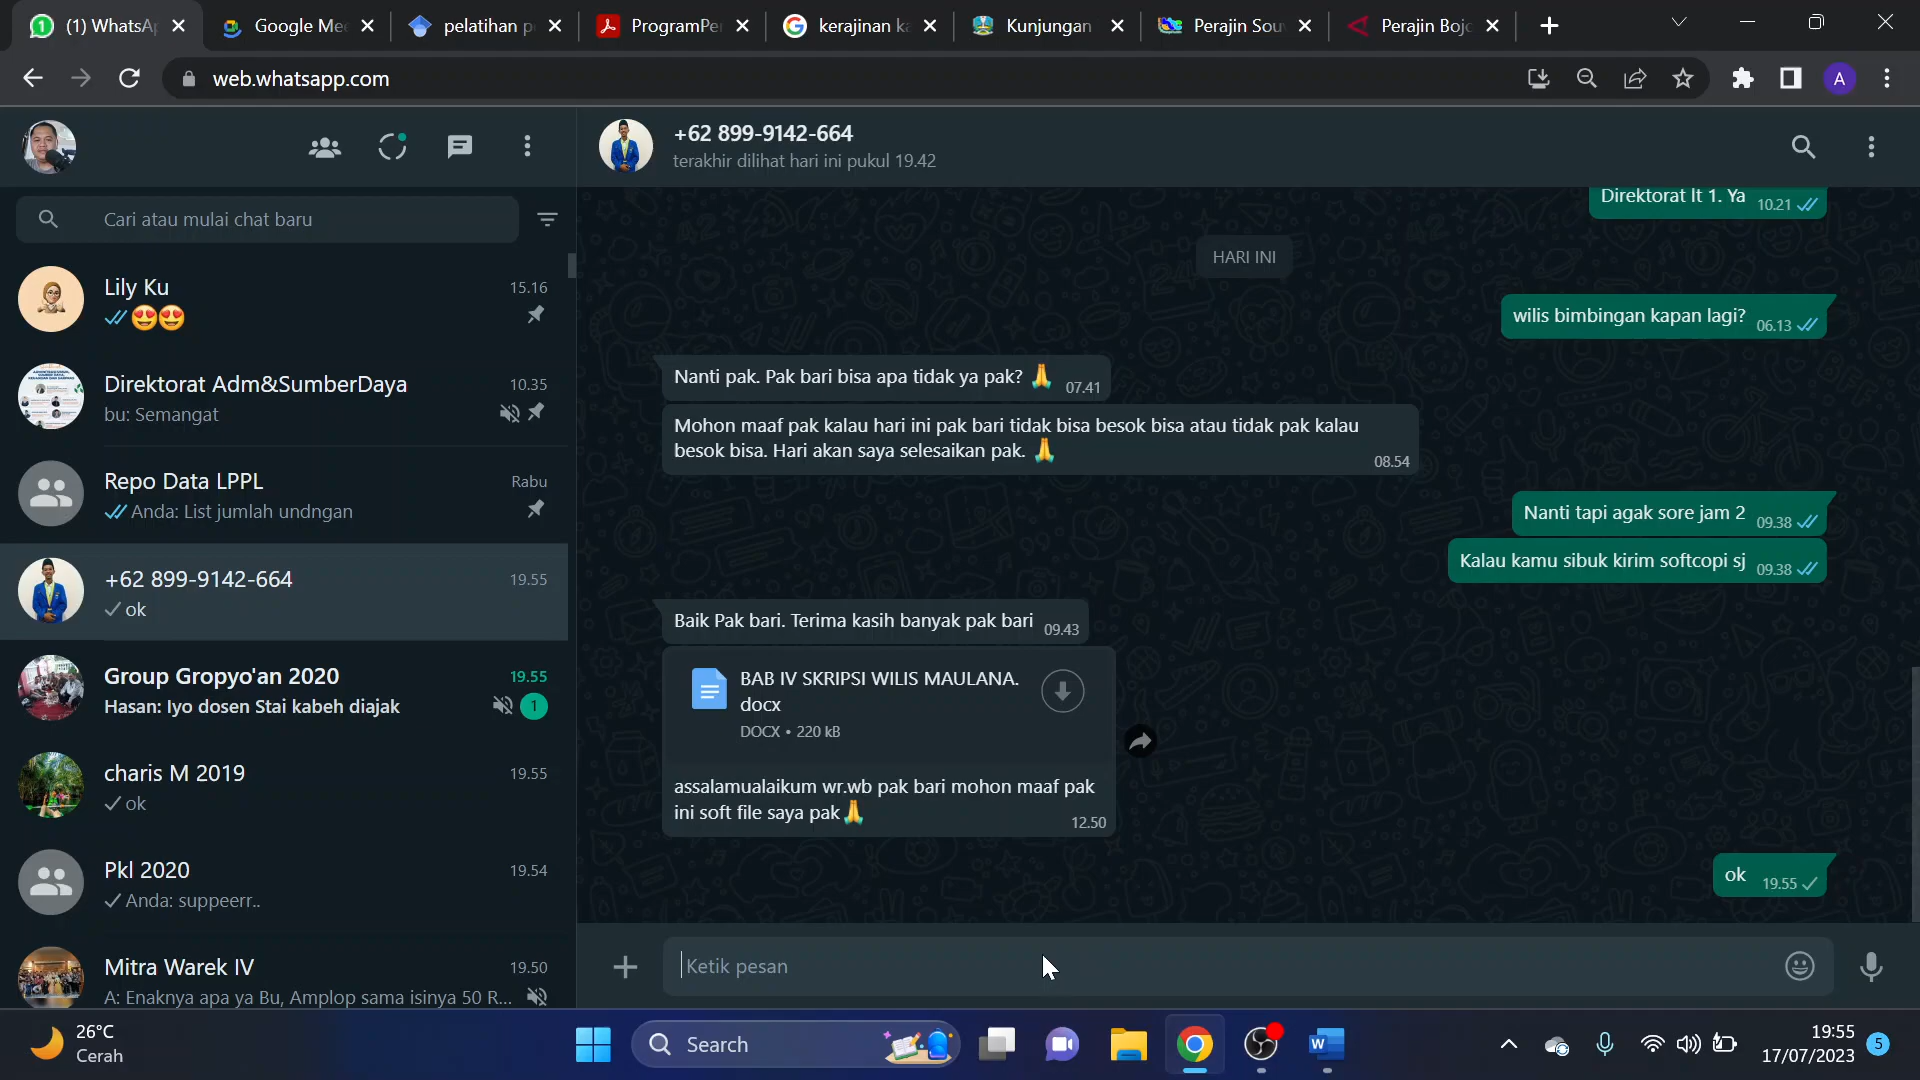 (1) WhatsA
Google Me
pelatihan p
ProgramPe
kerajinan k
Kunjungan
Perajin Sou
Perajin Bojo
web.whatsapp.com
A
+62 899-9142-664
terakhir dilihat hari ini pukul 19.42
Cari atau mulai chat baru
Lily Ku
15.16
😍😍
Direktorat Adm&SumberDaya
10.35
bu: Semangat
Repo Data LPPL
Rabu
Anda: List jumlah undngan
+62 899-9142-664
19.55
ok
Group Gropyo'an 2020
19.55
Hasan: Iyo dosen Stai kabeh diajak
1
charis M 2019
19.55
ok
Pkl 2020
19.54
Anda: suppeerr..
Mitra Warek IV
19.50
A: Enaknya apa ya Bu, Amplop sama isinya 50 R...
Direktorat lt 1. Ya
10.21
HARI INI
wilis bimbingan kapan lagi?
06.13
Nanti pak. Pak bari bisa apa tidak ya pak? 🙏
07.41
Mohon maaf pak kalau hari ini pak bari tidak bisa besok bisa atau tidak pak kalau
besok bisa. Hari akan saya selesaikan pak. 🙏
08.54
Nanti tapi agak sore jam 2
09.38
Kalau kamu sibuk kirim softcopi sj
09.38
Baik Pak bari. Terima kasih banyak pak bari
09.43
BAB IV SKRIPSI WILIS MAULANA.
docx
DOCX • 220 kB
assalamualaikum wr.wb pak bari mohon maaf pak
ini soft file saya pak🙏
12.50
ok
19.55
Ketik pesan
26°C
Cerah
Search
W
19:55
17/07/2023
5